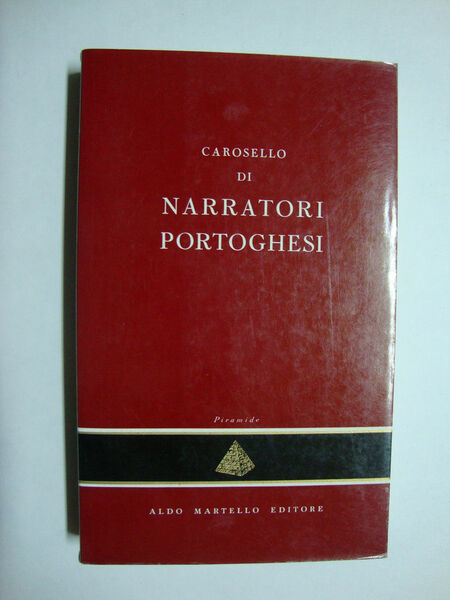 CAROSELLO
DI
NARRATORI
PORTOGHESI
Piramide
ALDO MARTELLO EDITORE